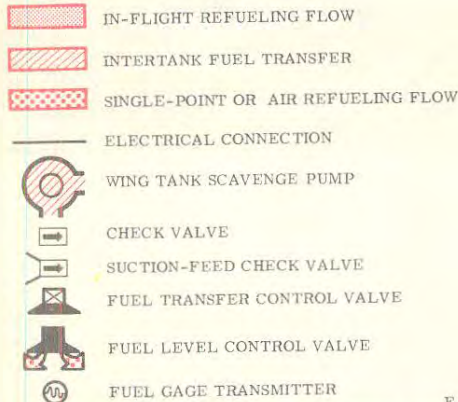 IN-FLIGHT REFUELING FLOW
INTERTANK FUEL TRANSFER
SINGLE-POINT OR AIR REFUELING FLOW
ELECTRICAL CONNECTION
WING TANK SCAVENGE PUMP
CHECK VALVE
SUCTION-FEED CHECK VALVE
FUEL TRANSFER CONTROL VALVE
FUEL LEVEL CONTROL VALVE
FUEL GAGE TRANSMITTER